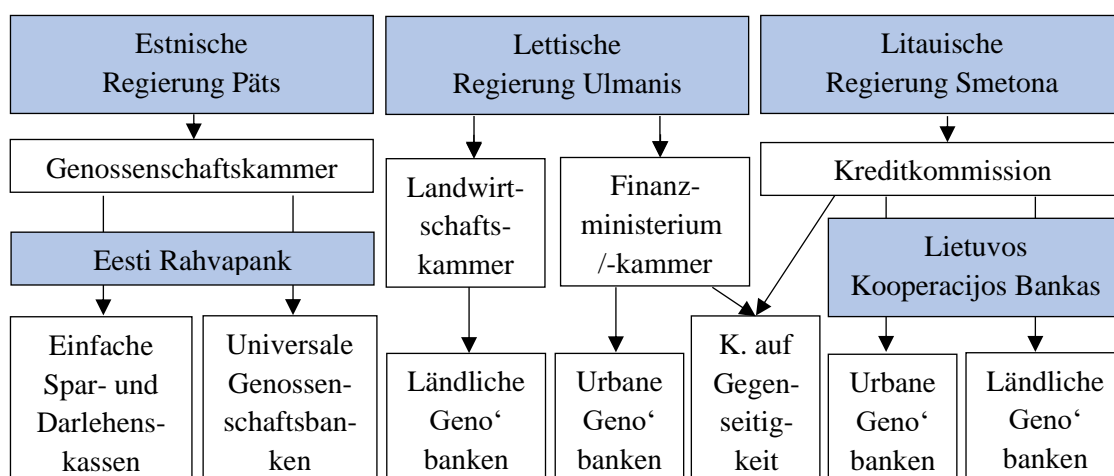 Estnische
Regierung Päts
Lettische
Regierung Ulmanis
Litauische
Regierung Smetona
Genossenschaftskammer
Landwirt-
schafts-
kammer
Finanz-
ministerium
/-kammer
Kreditkommission
Eesti Rahvapank
Lietuvos
Kooperacijos Bankas
Einfache
Spar- und
Darlehens-
kassen
Universale
Genossen-
schaftsban-
ken
Ländliche
Geno‘
banken
Urbane
Geno‘
banken
K. auf
Gegen-
seitig-
keit
Urbane
Geno‘
banken
Ländliche
Geno‘
banken